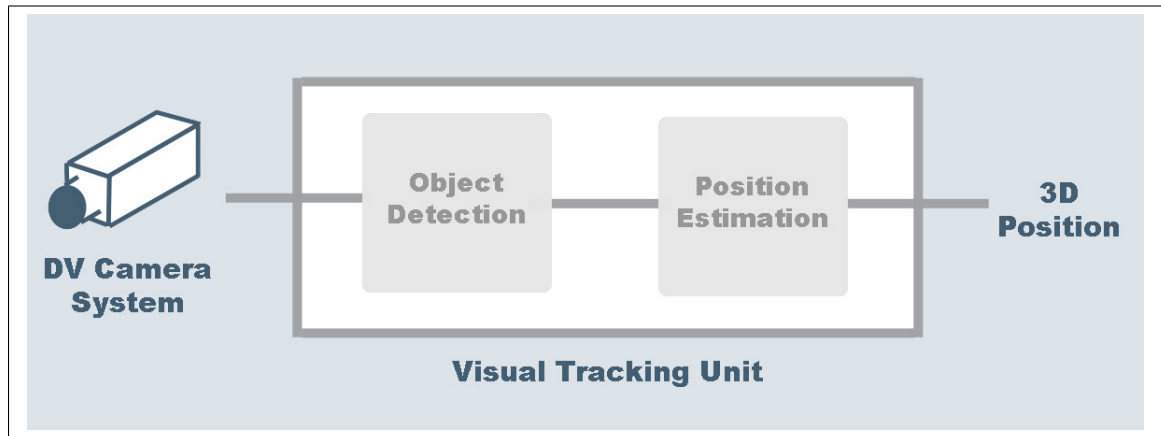 DV Camera
System
Object
Detection
Position
Estimation
3D
Position
Visual Tracking Unit